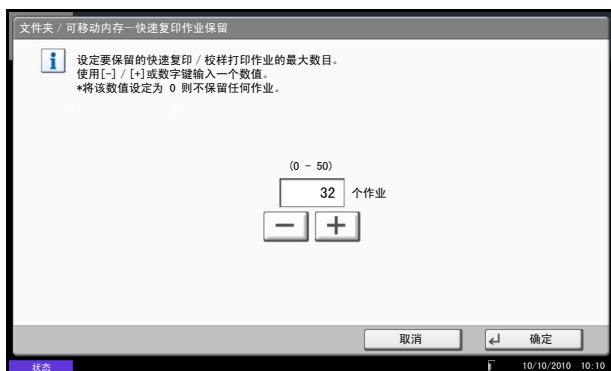 文件夹 / 可移动内存－快速复印作业保留
设定要保留的快速复印 / 校样打印作业的最大数目。
使用[-] / [+]或数字键输入一个数值。
*将该数值设定为 0 则不保留任何作业。
(0 - 50)
32 个作业
取消 确定
状态 10/10/2010 10:10